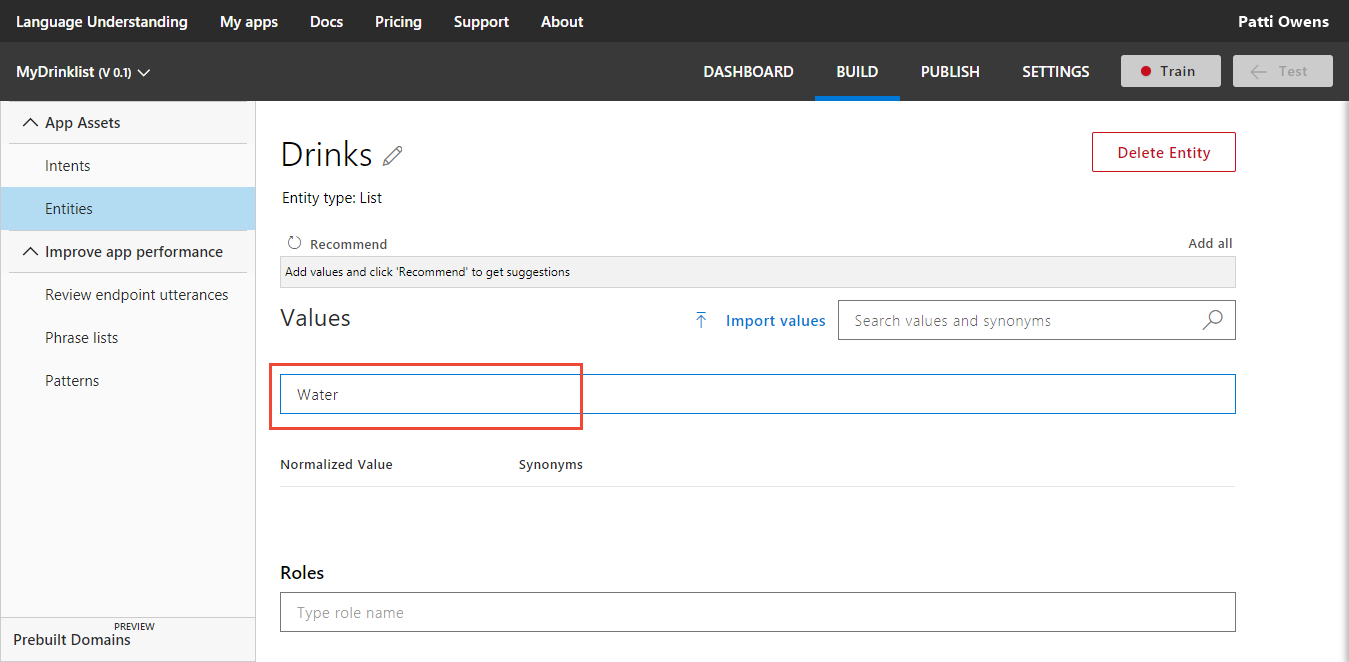 Language Understanding My apps Docs Pricing Support About Patti Owens
MyDrinklist (V 0.1) DASHBOARD BUILD PUBLISH SETTINGS Train Test
App Assets
Intents
Entities
Improve app performance
Review endpoint utterances
Phrase lists
Patterns
PREVIEW
Prebuilt Domains
Drinks
Delete Entity
Entity type: List
Recommend Add all
Add values and click 'Recommend' to get suggestions
Values Import values Search values and synonyms
Water
Normalized Value Synonyms
Roles
Type role name